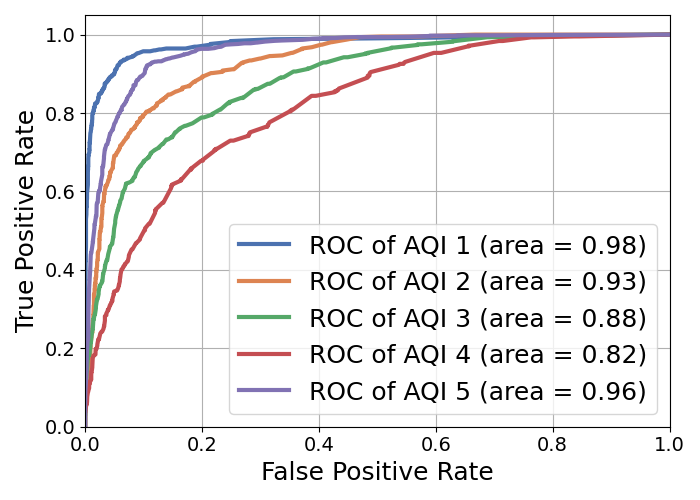 True Positive Rate
1.0
0.8
0.6
0.4
0.2
0.0
ROC of AQI 1 (area = 0.98)
ROC of AQI 2 (area = 0.93)
ROC of AQI 3 (area = 0.88)
ROC of AQI 4 (area = 0.82)
ROC of AQI 5 (area = 0.96)
0.0 0.2 0.4 0.6 0.8 1.0
False Positive Rate